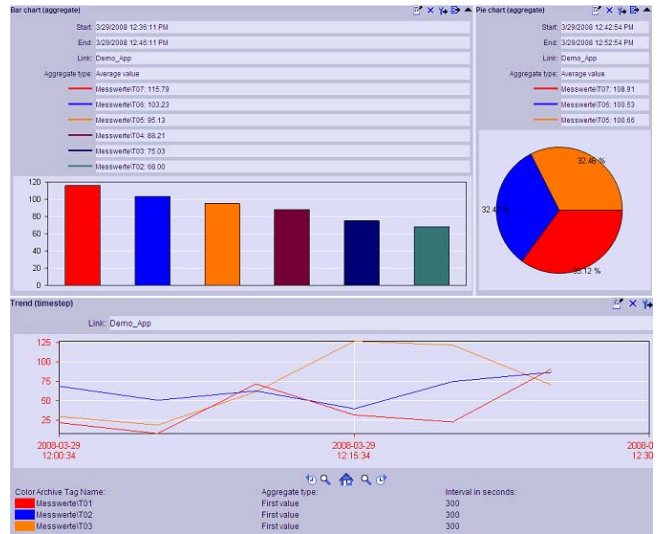 Bar chart (aggregate)
Start: 3/29/2008 12:36:11 PM
End: 3/29/2008 12:46:11 PM
Link: Demo_App
Aggregate type: Average value
Messwerte\T07: 115.79
Messwerte\T06: 103.23
Messwerte\T05: 95.13
Messwerte\T04: 88.21
Messwerte\T03: 75.03
Messwerte\T02: 68.00
120
100
80
60
40
20
0
Pie chart (aggregate)
Start: 3/29/2008 12:42:54 PM
End: 3/29/2008 12:52:54 PM
Link: Demo_App
Aggregate type: Average value
Messwerte\T07: 108.91
Messwerte\T06: 100.53
Messwerte\T05: 100.66
32.46 %
35.12 %
Trend (timestep)
Link: Demo_App
125
100
75
50
25
2008-03-29
12:00:34
2008-03-29
12:15:34
2008-0
12:30
Color Archive Tag Name: Aggregate type: Interval in seconds:
Messwerte\T01 First value 300
Messwerte\T02 First value 300
Messwerte\T03 First value 300